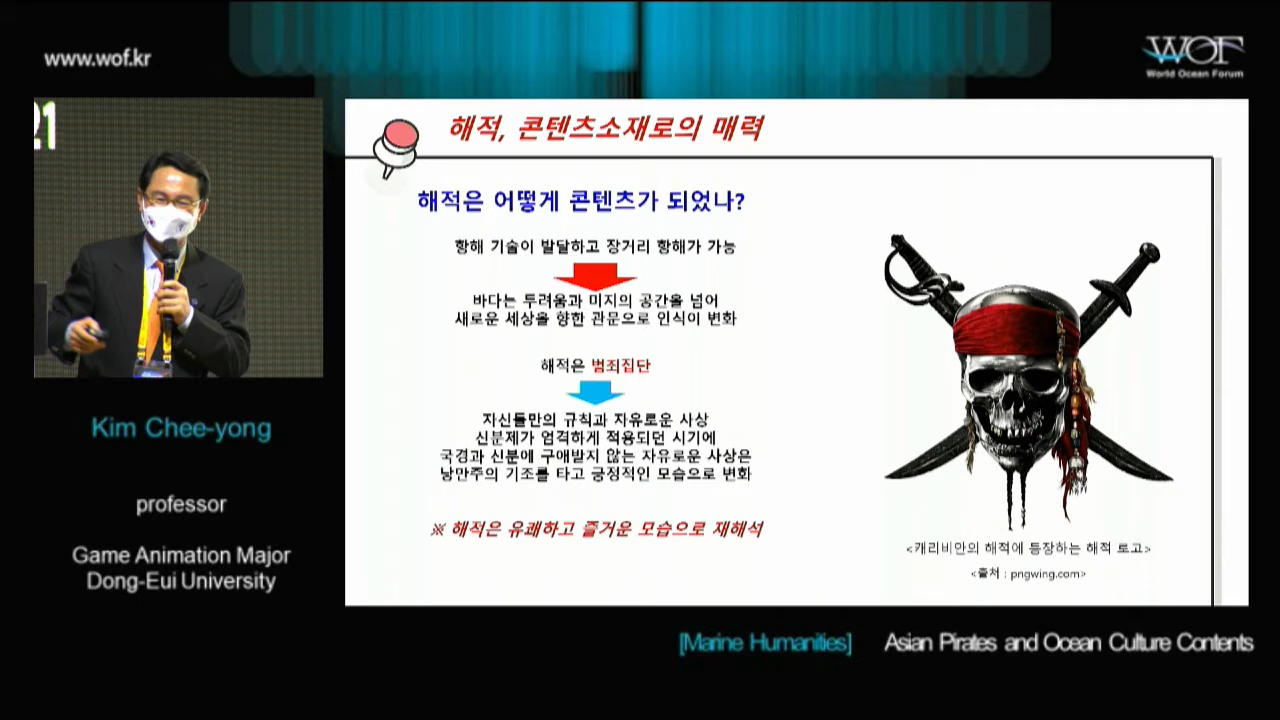 www.wof.kr
WOF
World Ocean Forum
21
해적, 콘텐츠소재로의 매력
해적은 어떻게 콘텐츠가 되었나?
항해 기술이 발달하고 장거리 항해가 가능
바다는 두려움과 미지의 공간을 넘어
새로운 세상을 향한 관문으로 인식이 변화
해적은 범죄집단
자신들만의 규칙과 자유로운 사상
신분제가 엄격하게 적용되던 시기에
국경과 신분에 구애받지 않는 자유로운 사상은
낭만주의 기조를 타고 긍정적인 모습으로 변화
※ 해적은 유쾌하고 즐거운 모습으로 재해석
<캐리비안의 해적에 등장하는 해적 로고>
<출처 : pngwing.com>
Kim Chee-yong
professor
Game Animation Major
Dong-Eui University
[Marine Humanities] Asian Pirates and Ocean Culture Contents